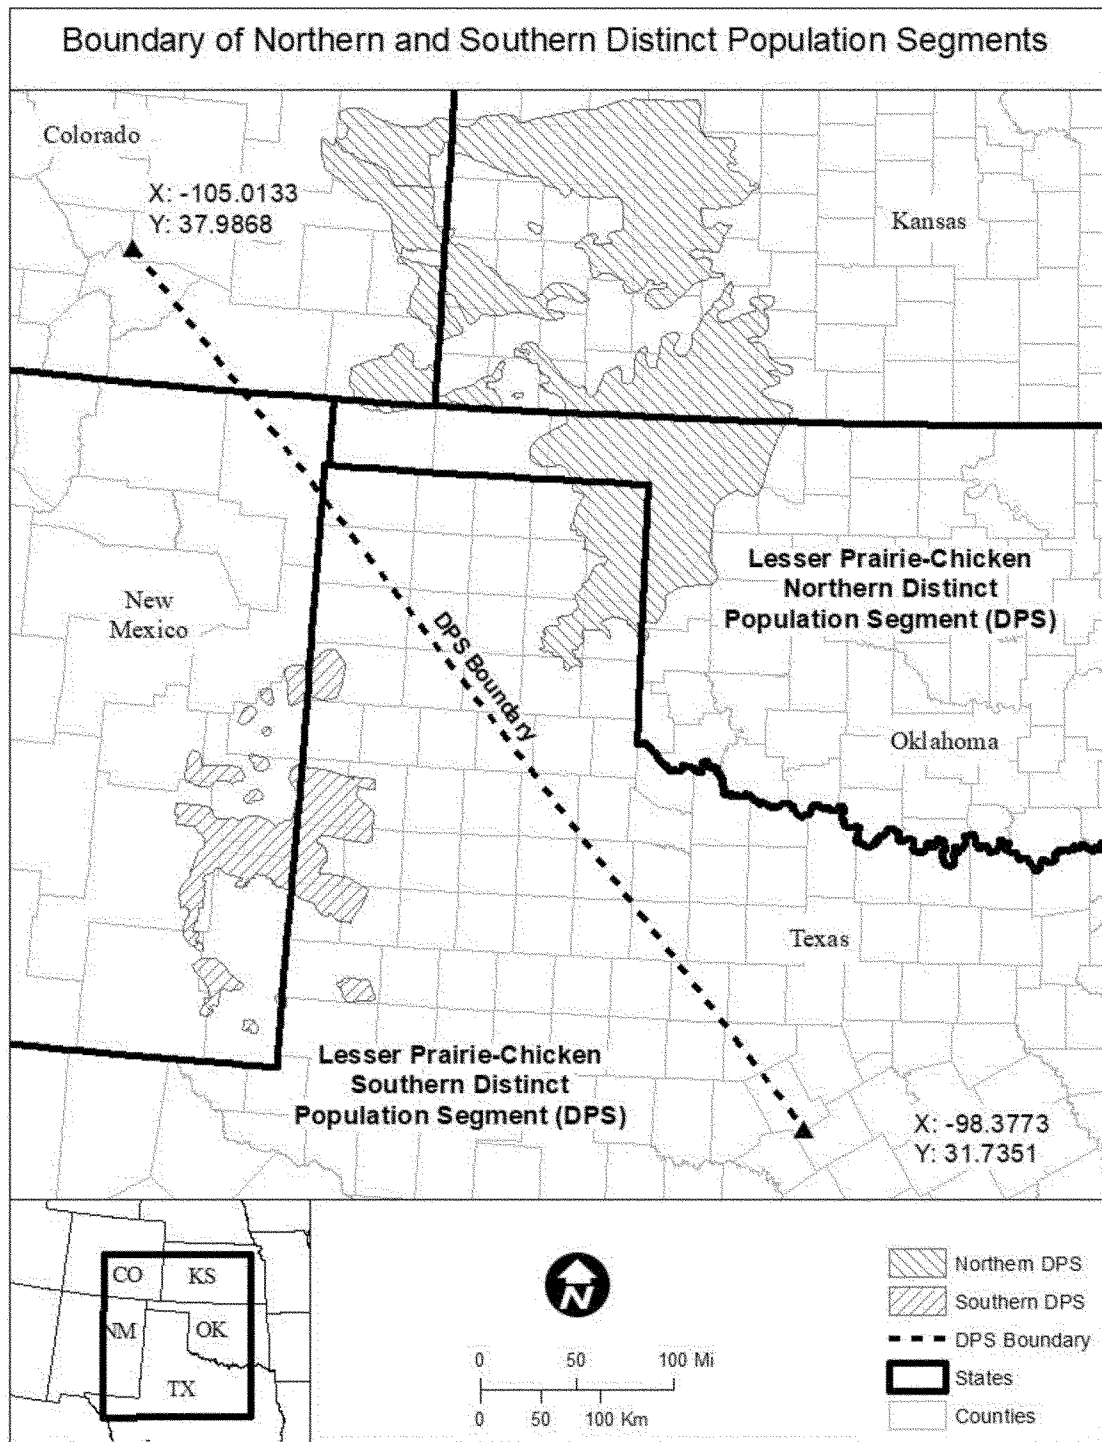 Boundary of Northern and Southern Distinct Population Segments
Colorado
X: -105.0133
Y: 37.9868
Kansas
Lesser Prairie-Chicken
Northern Distinct
Population Segment (DPS)
New
Mexico
DPS Boundary
Oklahoma
Texas
Lesser Prairie-Chicken
Southern Distinct
Population Segment (DPS)
X: -98.3773
Y: 31.7351
CO
KS
NM
OK
TX
N
0 50 100 Mi
0 50 100 Km
Northern DPS
Southern DPS
DPS Boundary
States
Counties